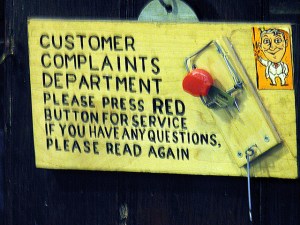 CUSTOMER
COMPLAINTS
DEPARTMENT
PLEASE PRESS RED
BUTTON FOR SERVICE
IF YOU HAVE ANY QUESTIONS,
PLEASE READ AGAIN